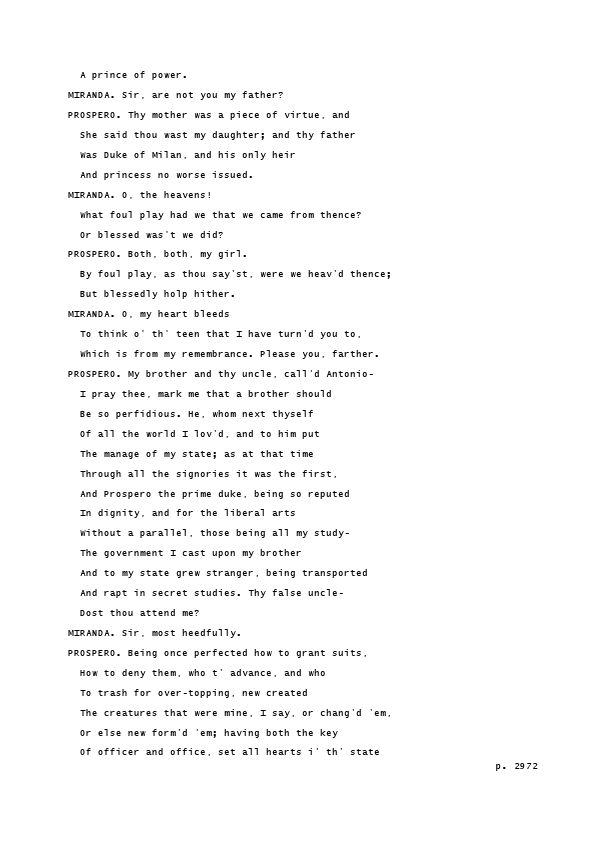 A prince of power.
MIRANDA. Sir, are not you my father?
PROSPERO. Thy mother was a piece of virtue, and
She said thou wast my daughter; and thy father
Was Duke of Milan, and his only heir
And princess no worse issued.
MIRANDA. O, the heavens!
What foul play had we that we came from thence?
Or blessed was't we did?
PROSPERO. Both, both, my girl.
By foul play, as thou say'st, were we heav'd thence;
But blessedly holp hither.
MIRANDA. O, my heart bleeds
To think o' th' teen that I have turn'd you to,
Which is from my remembrance. Please you, farther.
PROSPERO. My brother and thy uncle, call'd Antonio-
I pray thee, mark me that a brother should
Be so perfidious. He, whom next thyself
Of all the world I lov'd, and to him put
The manage of my state; as at that time
Through all the signories it was the first,
And Prospero the prime duke, being so reputed
In dignity, and for the liberal arts
Without a parallel, those being all my study-
The government I cast upon my brother
And to my state grew stranger, being transported
And rapt in secret studies. Thy false uncle-
Dost thou attend me?
MIRANDA. Sir, most heedfully.
PROSPERO. Being once perfected how to grant suits,
How to deny them, who t' advance, and who
To trash for over-topping, new created
The creatures that were mine, I say, or chang'd 'em,
Or else new form'd 'em; having both the key
Of officer and office, set all hearts i' th' state
p. 2972